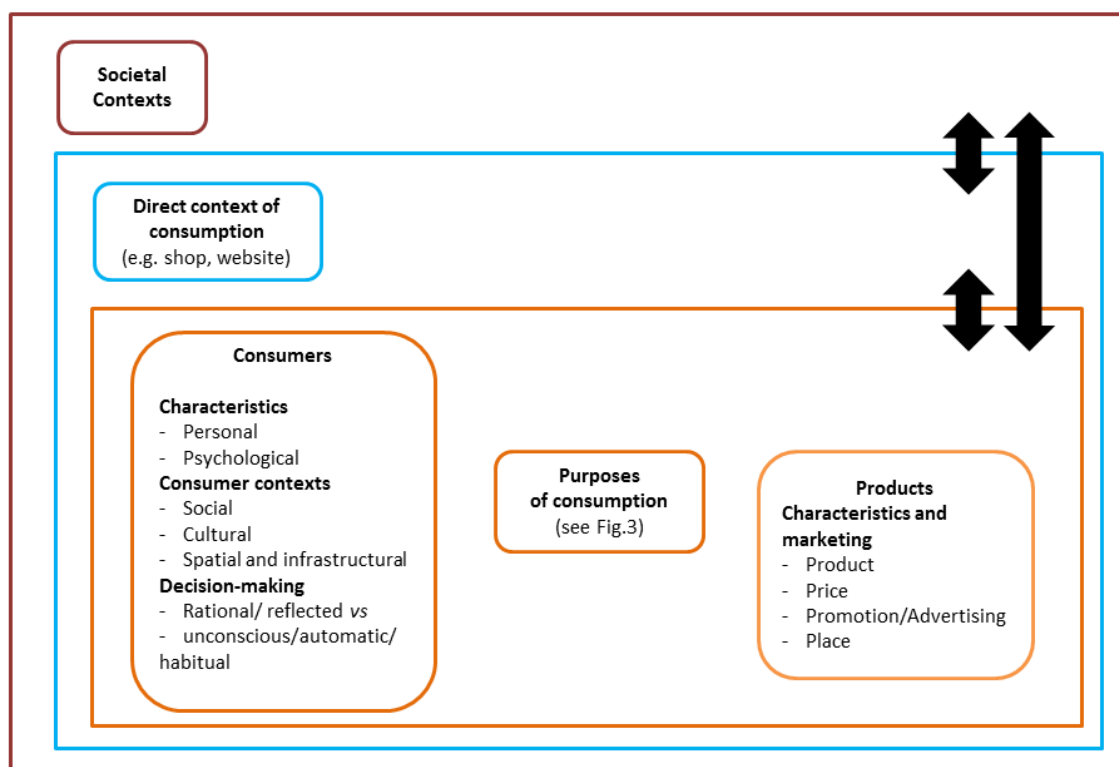 Societal
Contexts
Direct context of
consumption
(e.g. shop, website)
Consumers
Characteristics
- Personal
- Psychological
Consumer contexts
- Social
- Cultural
- Spatial and infrastructural
Decision-making
- Rational/ reflected vs
- unconscious/automatic/
habitual
Purposes
of consumption
(see Fig.3)
Products
Characteristics and
marketing
- Product
- Price
- Promotion/Advertising
- Place